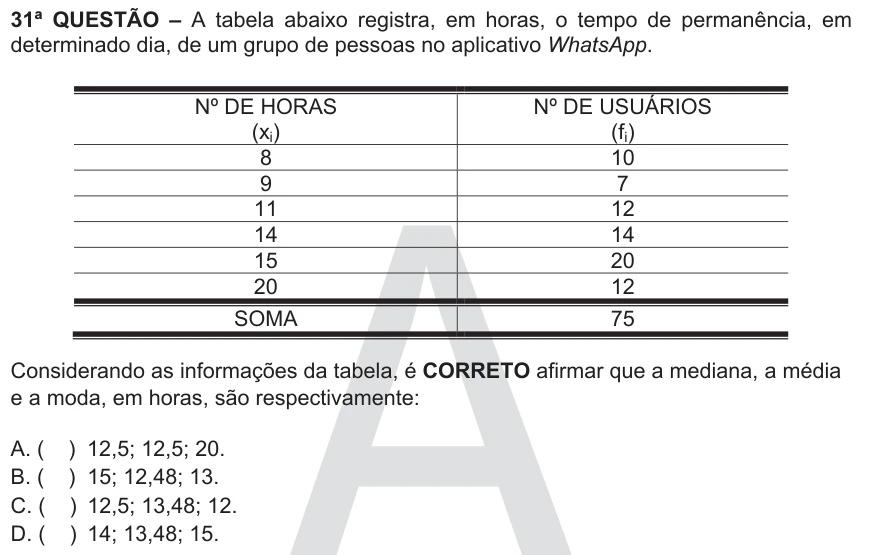 31ª QUESTÃO – A tabela abaixo registra, em horas, o tempo de permanência, em
determinado dia, de um grupo de pessoas no aplicativo WhatsApp.
Nº DE HORAS Nº DE USUÁRIOS
(xi) (fi)
8 10
9 7
11 12
14 14
15 20
20 12
SOMA 75
Considerando as informações da tabela, é CORRETO afirmar que a mediana, a média
e a moda, em horas, são respectivamente:
A. ( ) 12,5; 12,5; 20.
B. ( ) 15; 12,48; 13.
C. ( ) 12,5; 13,48; 12.
D. ( ) 14; 13,48; 15.
A